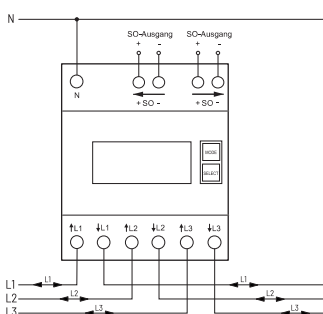 N
SO-Ausgang SO-Ausgang
+ - + -
N
+ SO - + SO -
MODE
SELECT
↑L1 ↓L1 ↑L2 ↓L2 ↑L3 ↓L3
L1 L1 L1
L2 L2 L2
L3 L3 L3